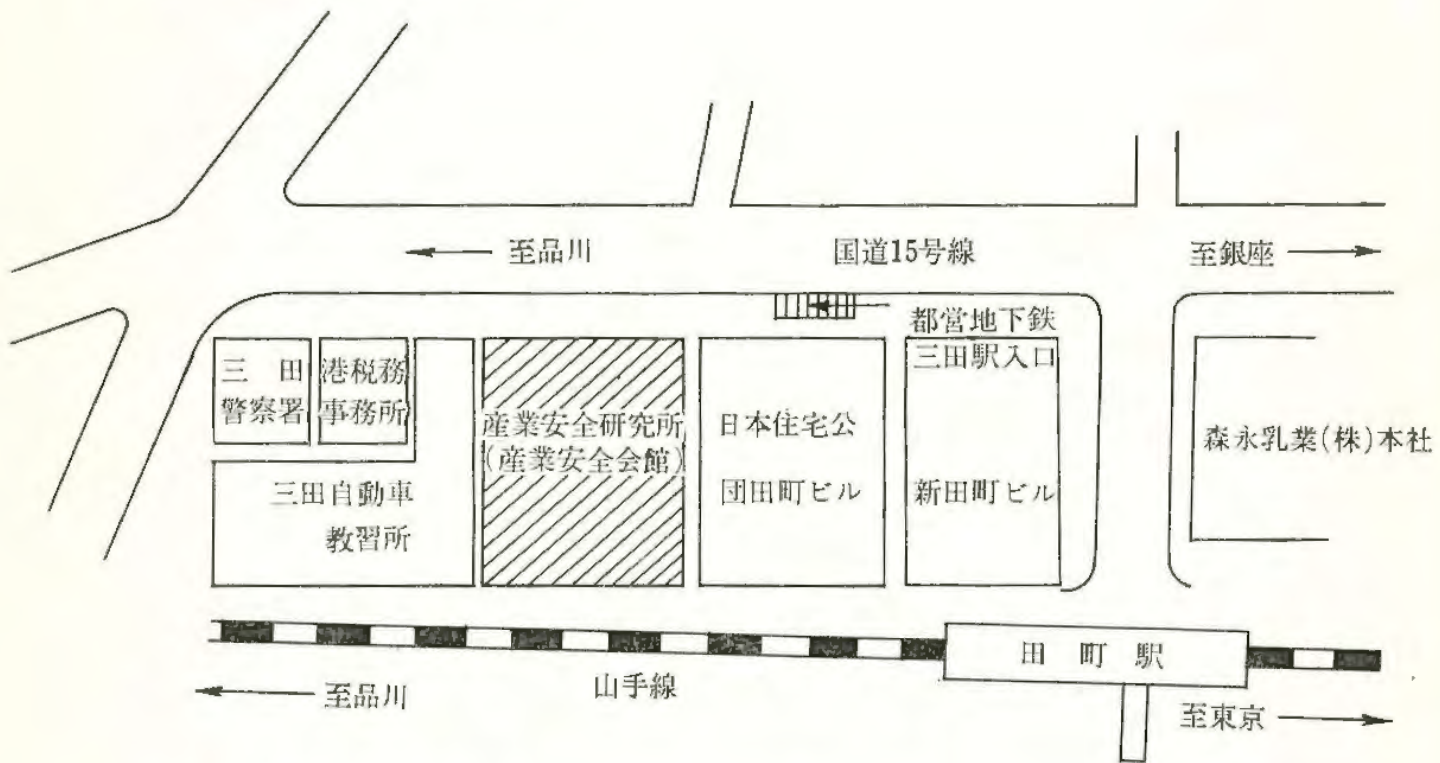 至品川
国道15号線
至銀座
都営地下鉄
三田駅入口
三田
警察署
港税務
事務所
産業安全研究所
(産業安全会館)
日本住宅公
団田町ビル
新田町ビル
森永乳業(株)本社
三田自動車
教習所
田町駅
山手線
至品川
至東京